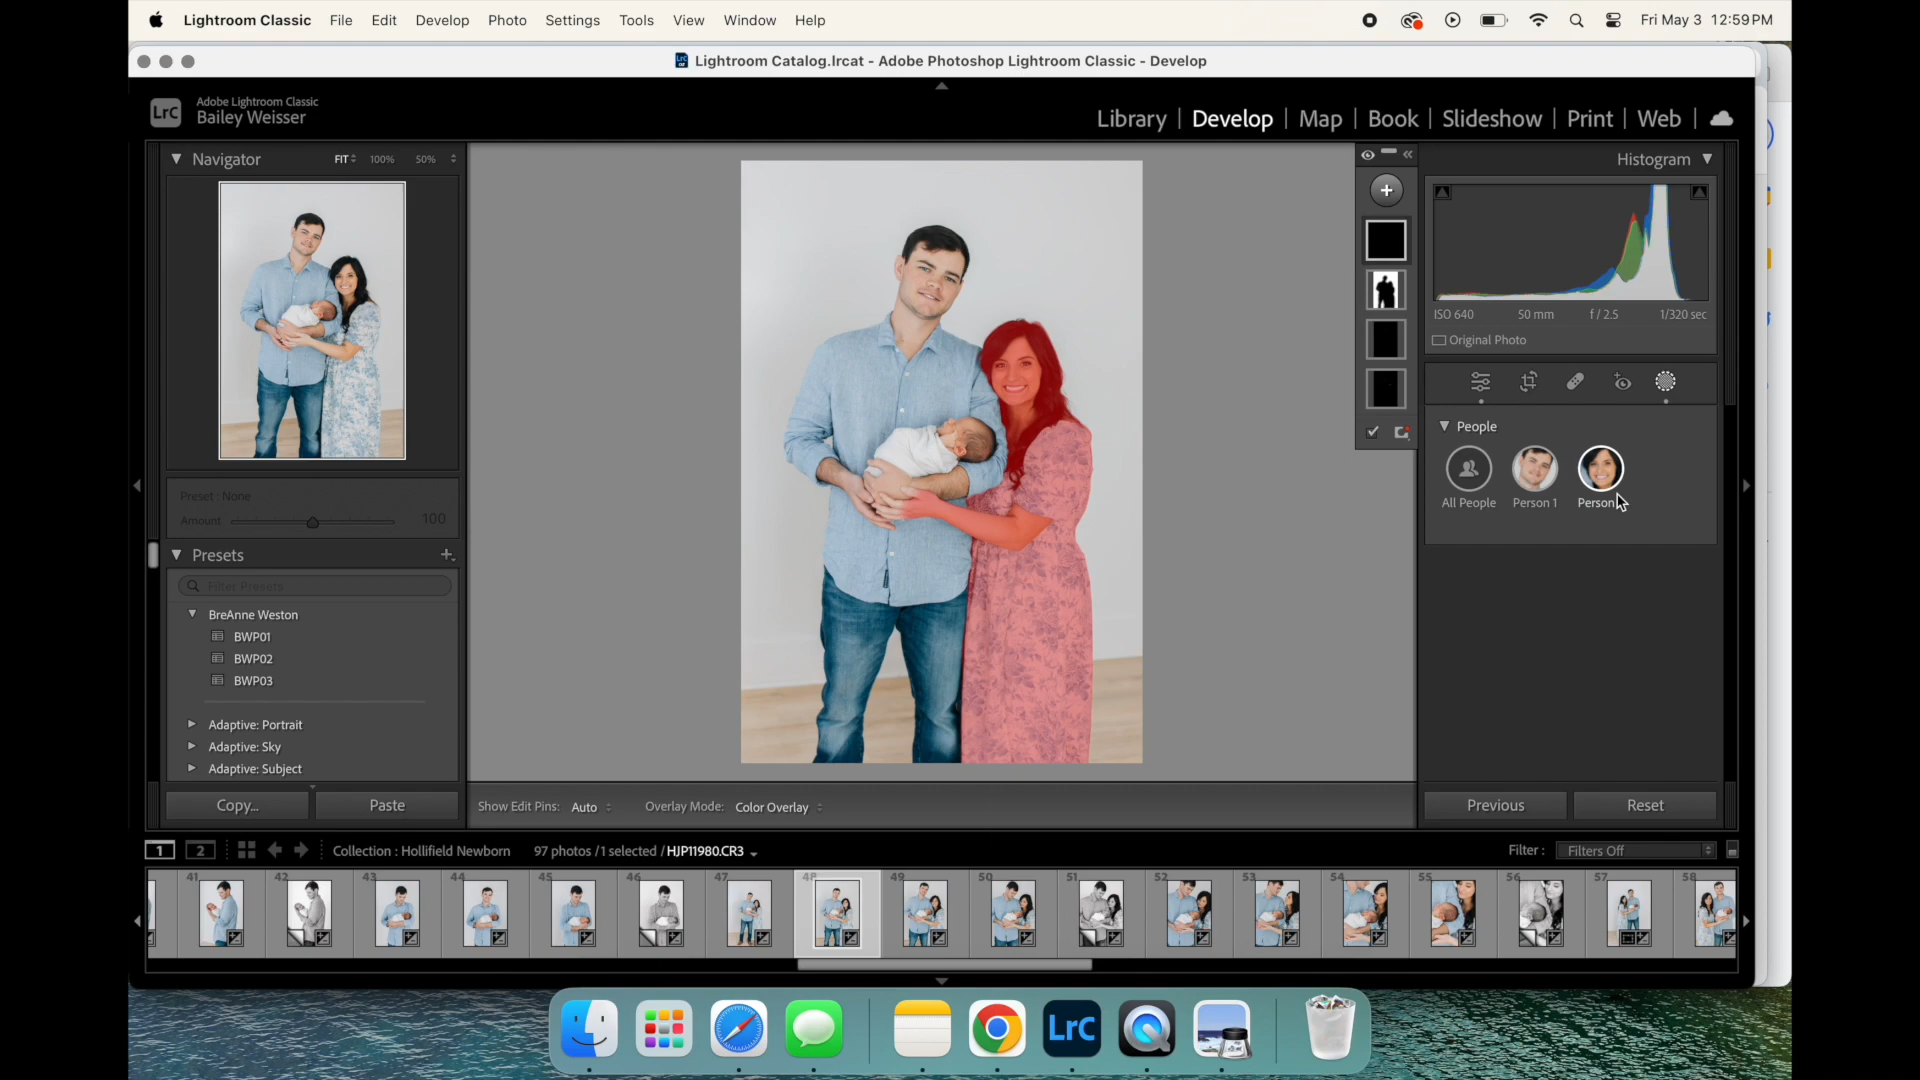 Lightroom Classic File Edit Develop Photo Settings Tools View Window Help Fri May 3 12:59 PM
Lightroom Catalog.lrcat - Adobe Photoshop Lightroom Classic - Develop
LrC Adobe Lightroom Classic
Bailey Weisser
Library | Develop | Map | Book | Slideshow | Print | Web
Navigator FIT 100% 50%
Histogram
ISO 640 50 mm f / 2.5 1/320 sec
Original Photo
People
All People Person 1 Person
Preset : None
Amount 100
Presets
Filter Presets
BreAnne Weston
BWP01
BWP02
BWP03
Adaptive: Portrait
Adaptive: Sky
Adaptive: Subject
Copy... Paste
Show Edit Pins: Auto Overlay Mode: Color Overlay
Previous Reset
1 2 Collection : Hollifield Newborn 97 photos / 1 selected / HJP11980.CR3 Filter : Filters Off
41 42 43 44 45 46 47 48 49 50 51 52 53 54 55 56 57 58
LrC